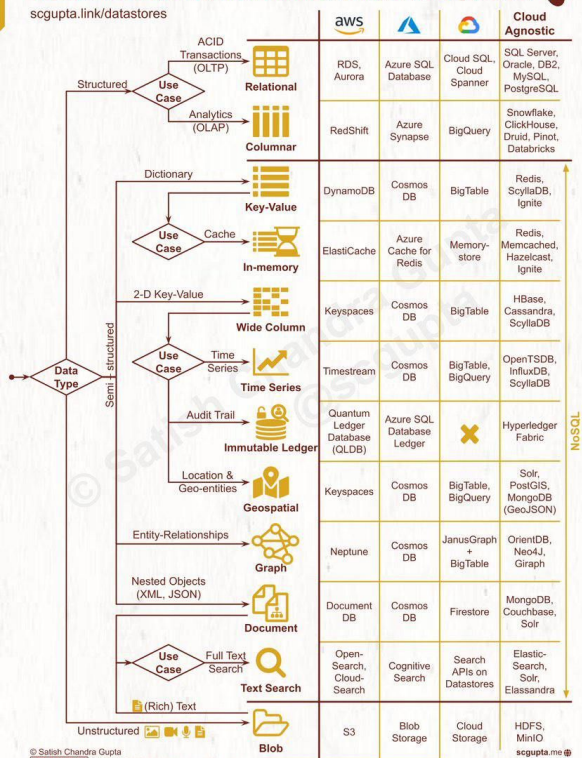 scgupta.link/datastores
aws
Cloud
Agnostic
Structured
Use
Case
ACID
Transactions
(OLTP)
Relational
RDS,
Aurora
Azure SQL
Database
Cloud SQL,
Cloud
Spanner
SQL Server,
Oracle, DB2,
MySQL,
PostgreSQL
Analytics
(OLAP)
Columnar
RedShift
Azure
Synapse
BigQuery
Snowflake,
ClickHouse,
Druid, Pinot,
Databricks
Dictionary
Key-Value
DynamoDB
Cosmos
DB
BigTable
Redis,
ScyllaDB,
Ignite
Use
Case
Cache
In-memory
ElastiCache
Azure
Cache for
Redis
Memory-
store
Redis,
Memcached,
Hazelcast,
Ignite
2-D Key-Value
Wide Column
Keyspaces
Cosmos
DB
BigTable
HBase,
Cassandra,
ScyllaDB
Data
Type
Semi - structured
Use
Case
Time
Series
Time Series
Timestream
Cosmos
DB
BigTable,
BigQuery
OpenTSDB,
InfluxDB,
ScyllaDB
Audit Trail
Immutable Ledger
Quantum
Ledger
Database
(QLDB)
Azure SQL
Database
Ledger
Hyperledger
Fabric
NoSQL
Location &
Geo-entities
Geospatial
Keyspaces
Cosmos
DB
BigTable,
BigQuery
Solr,
PostGIS,
MongoDB
(GeoJSON)
Entity-Relationships
Graph
Neptune
Cosmos
DB
JanusGraph
+
BigTable
OrientDB,
Neo4J,
Giraph
Nested Objects
(XML, JSON)
Document
Document
DB
Cosmos
DB
Firestore
MongoDB,
Couchbase,
Solr
Use
Case
Full Text
Search
Text Search
Open-
Search,
Cloud-
Search
Cognitive
Search
Search
APIs on
Datastores
Elastic-
Search,
Solr,
Elassandra
(Rich) Text
Unstructured
Blob
S3
Blob
Storage
Cloud
Storage
HDFS,
MinIO
© Satish Chandra Gupta
@scgupta
© Satish Chandra Gupta
scgupta.me